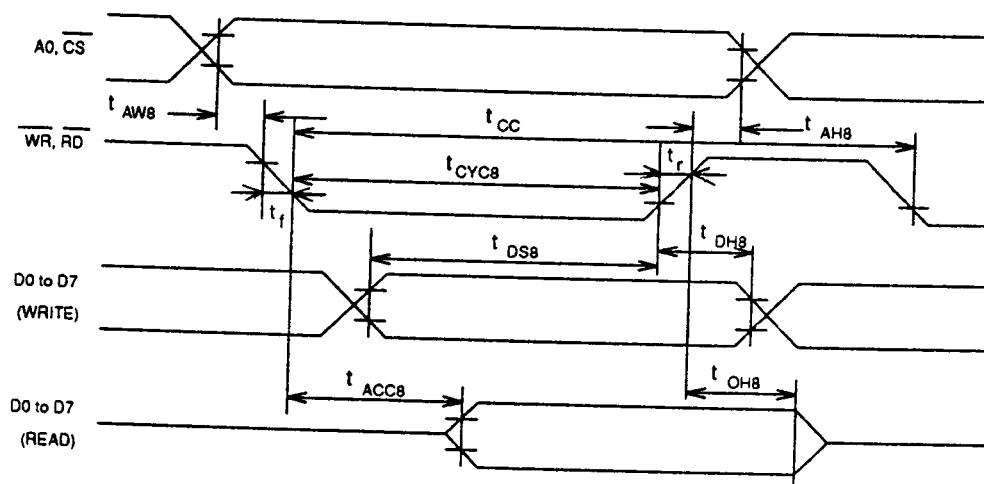 A0, CS
t AW8
t CC
t AH8
WR, RD
t CYC8
t r
t f
t DS8
t DH8
D0 to D7
(WRITE)
t ACC8
t OH8
D0 to D7
(READ)